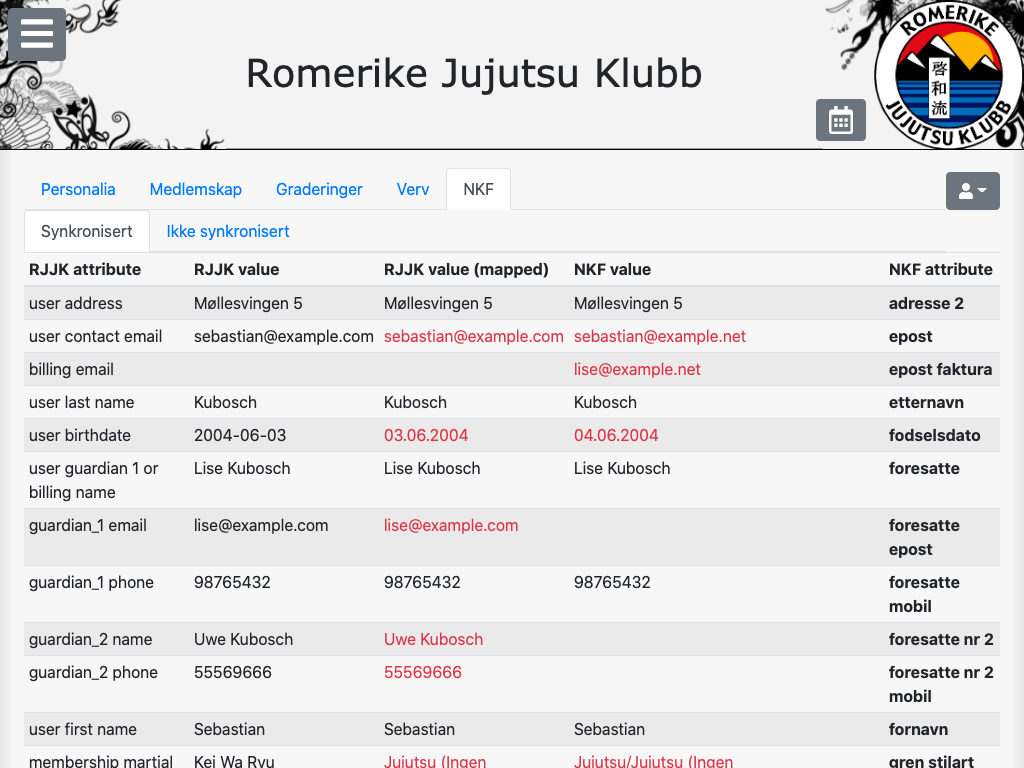 Romerike Jujutsu Klubb
ROMERIKE
JUJUTSU KLUBB
啓
和
流
Personalia Medlemskap Graderinger Verv NKF
Synkronisert Ikke synkronisert
RJJK attribute RJJK value RJJK value (mapped) NKF value NKF attribute
user address Møllesvingen 5 Møllesvingen 5 Møllesvingen 5 adresse 2
user contact email sebastian@example.com sebastian@example.com sebastian@example.net epost
billing email lise@example.net epost faktura
user last name Kubosch Kubosch Kubosch etternavn
user birthdate 2004-06-03 03.06.2004 04.06.2004 fodselsdato
user guardian 1 or Lise Kubosch Lise Kubosch Lise Kubosch foresatte
billing name
guardian_1 email lise@example.com lise@example.com foresatte
epost
guardian_1 phone 98765432 98765432 98765432 foresatte
mobil
guardian_2 name Uwe Kubosch Uwe Kubosch foresatte nr 2
guardian_2 phone 55569666 55569666 foresatte nr 2
mobil
user first name Sebastian Sebastian Sebastian fornavn
membership martial Kei Wa Ryu Jujutsu (Ingen Jujutsu/Jujutsu (Ingen gren stilart